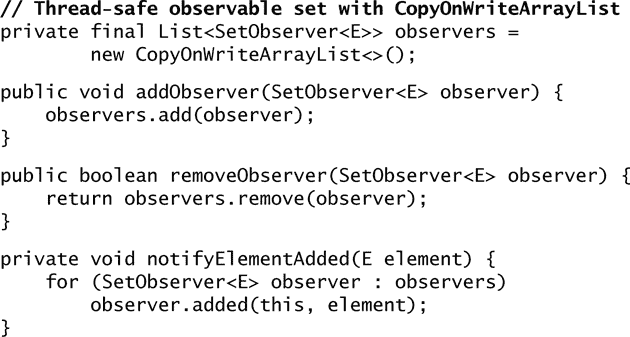 // Thread-safe observable set with CopyOnWriteArrayList
private final List<SetObserver<E>> observers =
        new CopyOnWriteArrayList<>();
public void addObserver(SetObserver<E> observer) {
    observers.add(observer);
}
public boolean removeObserver(SetObserver<E> observer) {
    return observers.remove(observer);
}
private void notifyElementAdded(E element) {
    for (SetObserver<E> observer : observers)
        observer.added(this, element);
}